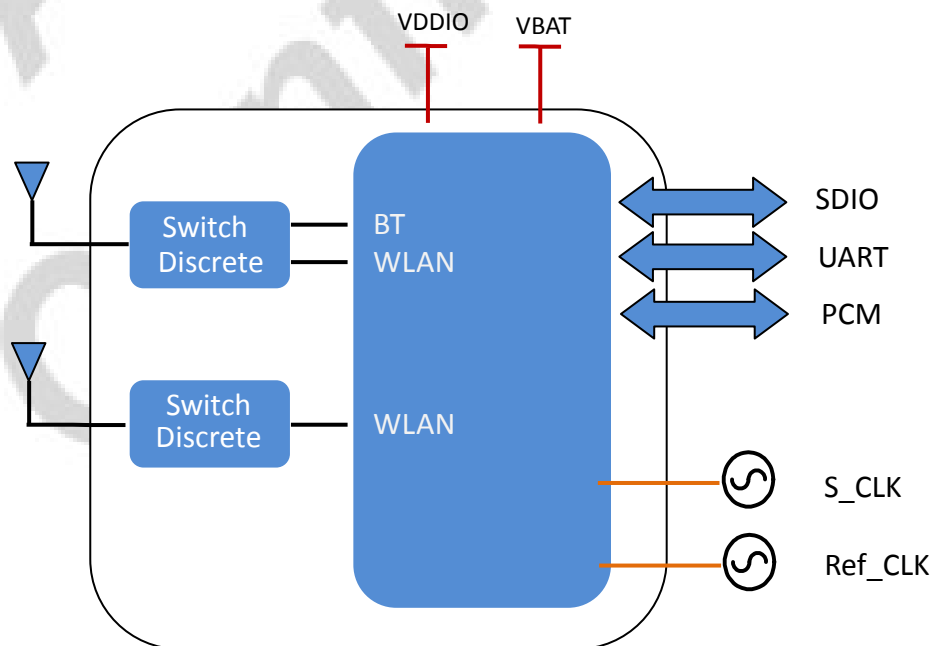 VDDIO
VBAT
Switch
Discrete
BT
WLAN
SDIO
UART
PCM
Switch
Discrete
WLAN
S_CLK
Ref_CLK